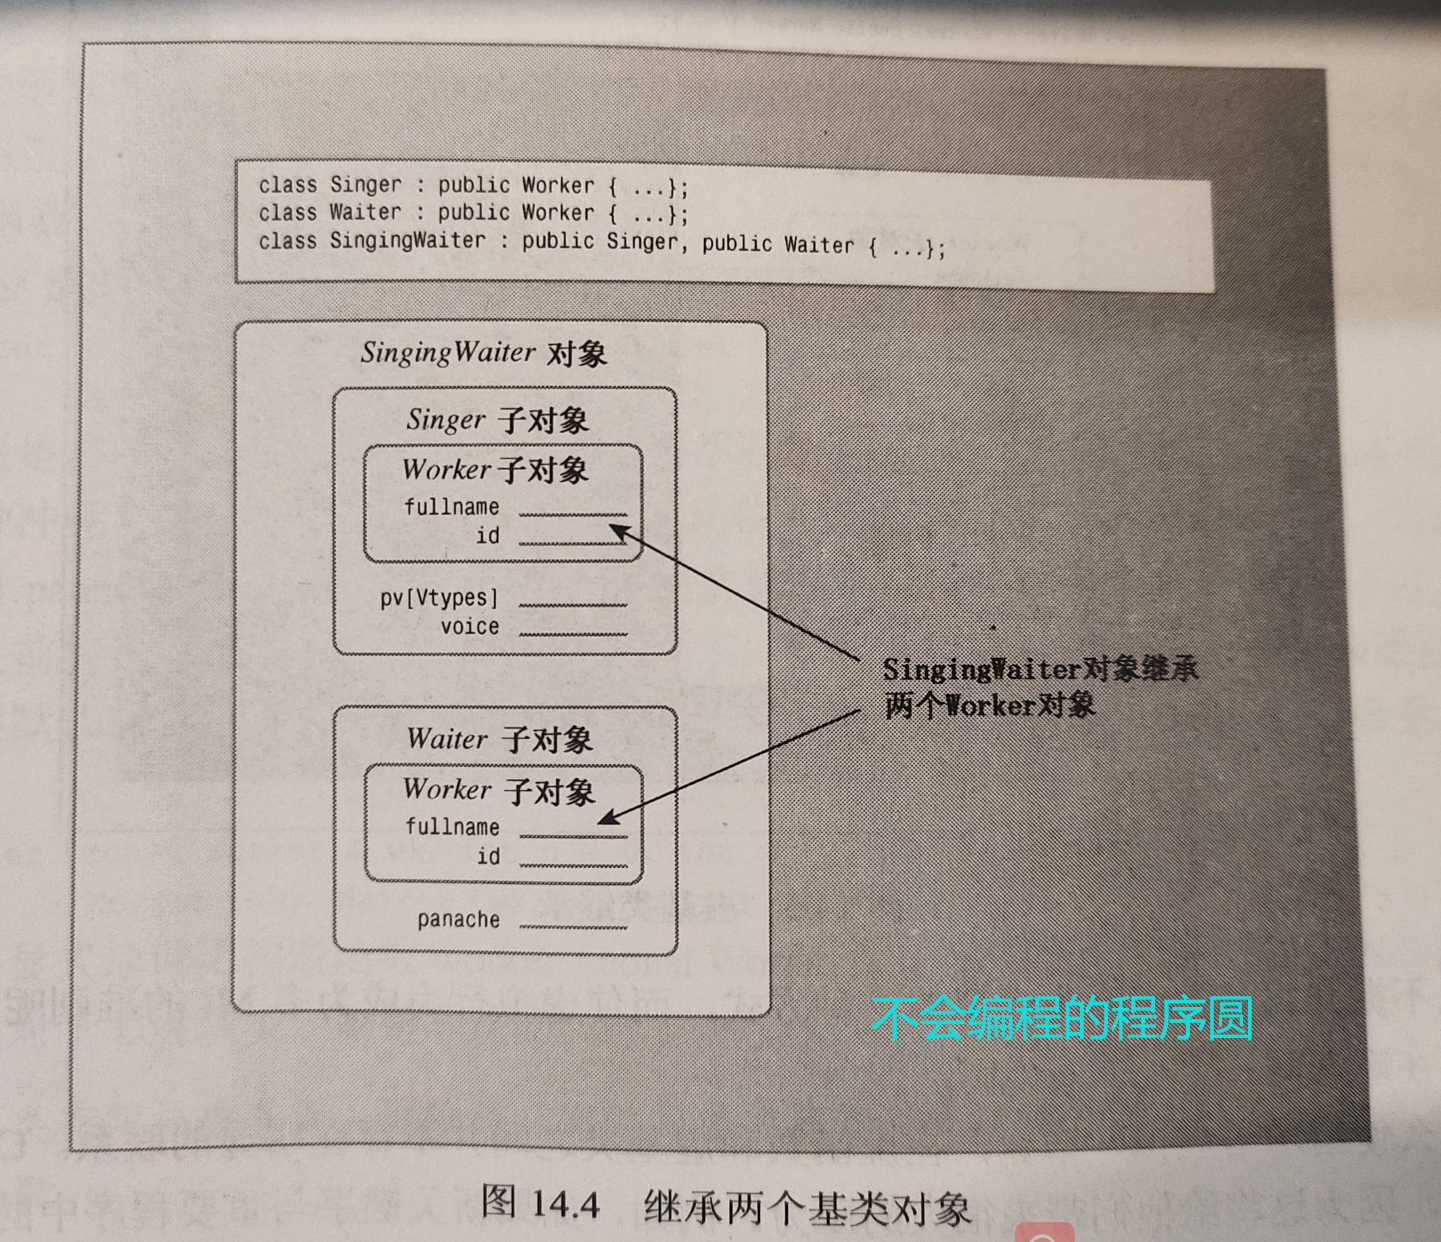 class Singer : public Worker { ...};
class Waiter : public Worker { ...};
class SingingWaiter : public Singer, public Waiter { ...};
SingingWaiter 对象
Singer 子对象
Worker 子对象
fullname
id
pv[Vtypes]
voice
SingingWaiter对象继承
两个Worker对象
Waiter 子对象
Worker 子对象
fullname
id
panache
不会编程的程序圆
图 14.4 继承两个基类对象